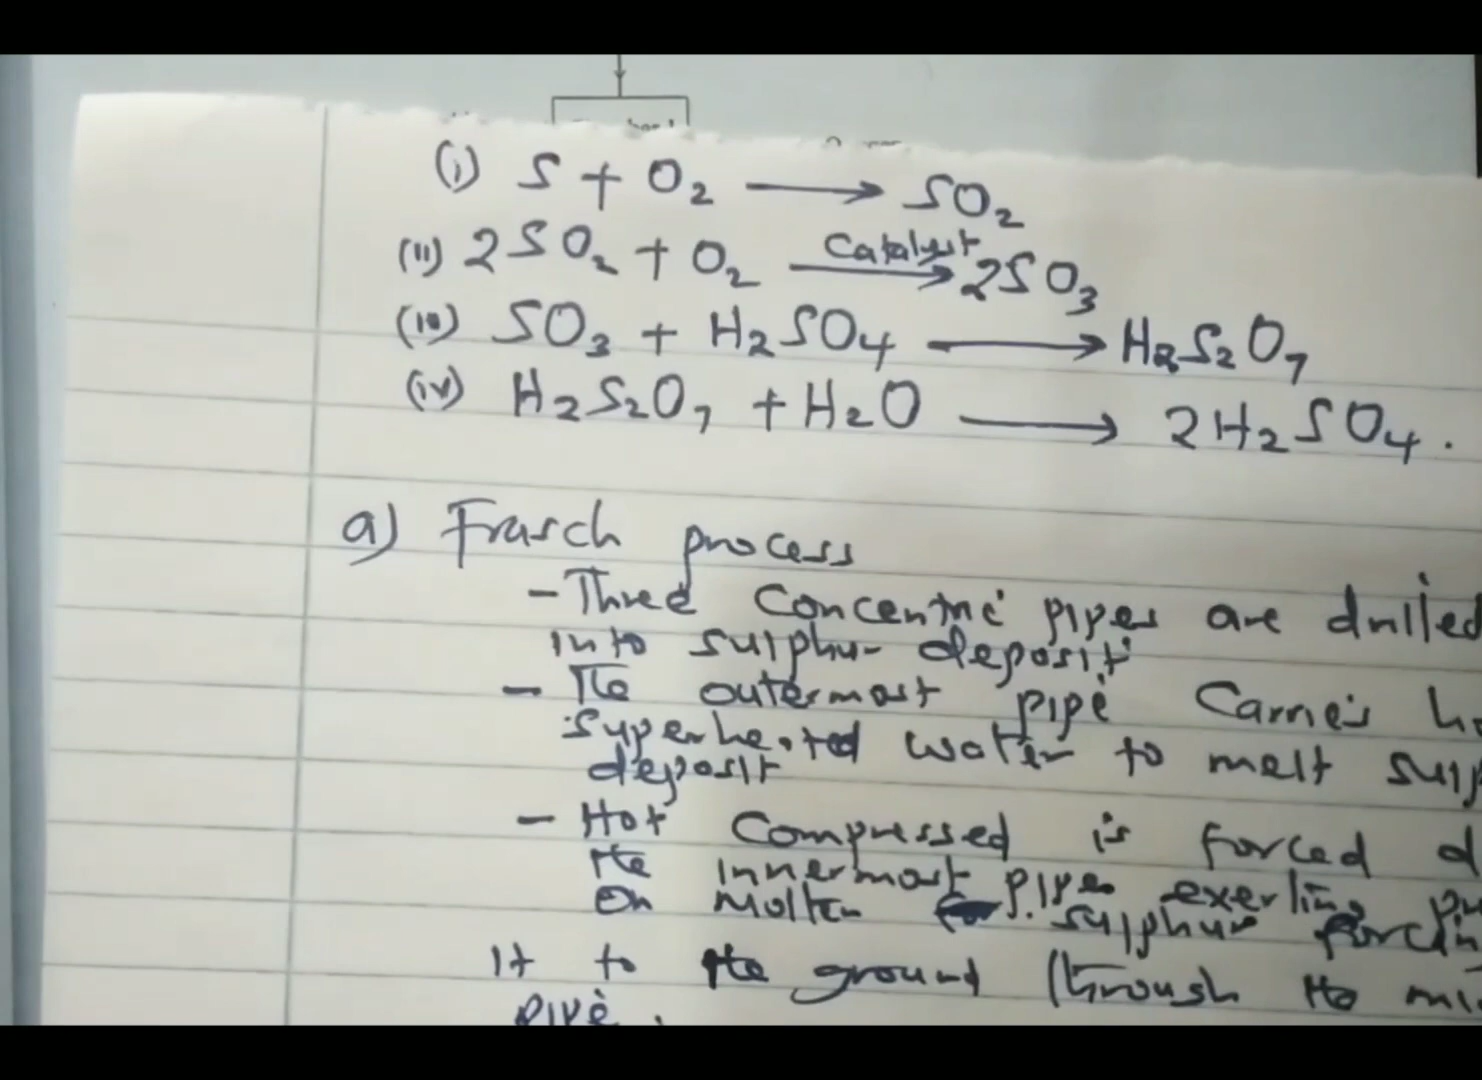 (i) S + O₂ → SO₂
(ii) 2SO₂ + O₂ Catalyst → 2SO₃
(iii) SO₃ + H₂SO₄ → H₂S₂O₇
(iv) H₂S₂O₇ + H₂O → 2H₂SO₄.
a) Frasch process
- Three Concentric pipes are drilled
into sulphur deposit
- The outermost pipe Carries
superheated water to melt
deposit
- Hot Compressed is forced
the innermost pipe exerting
on molten sulphur forcin
it to the ground through the
pipe.